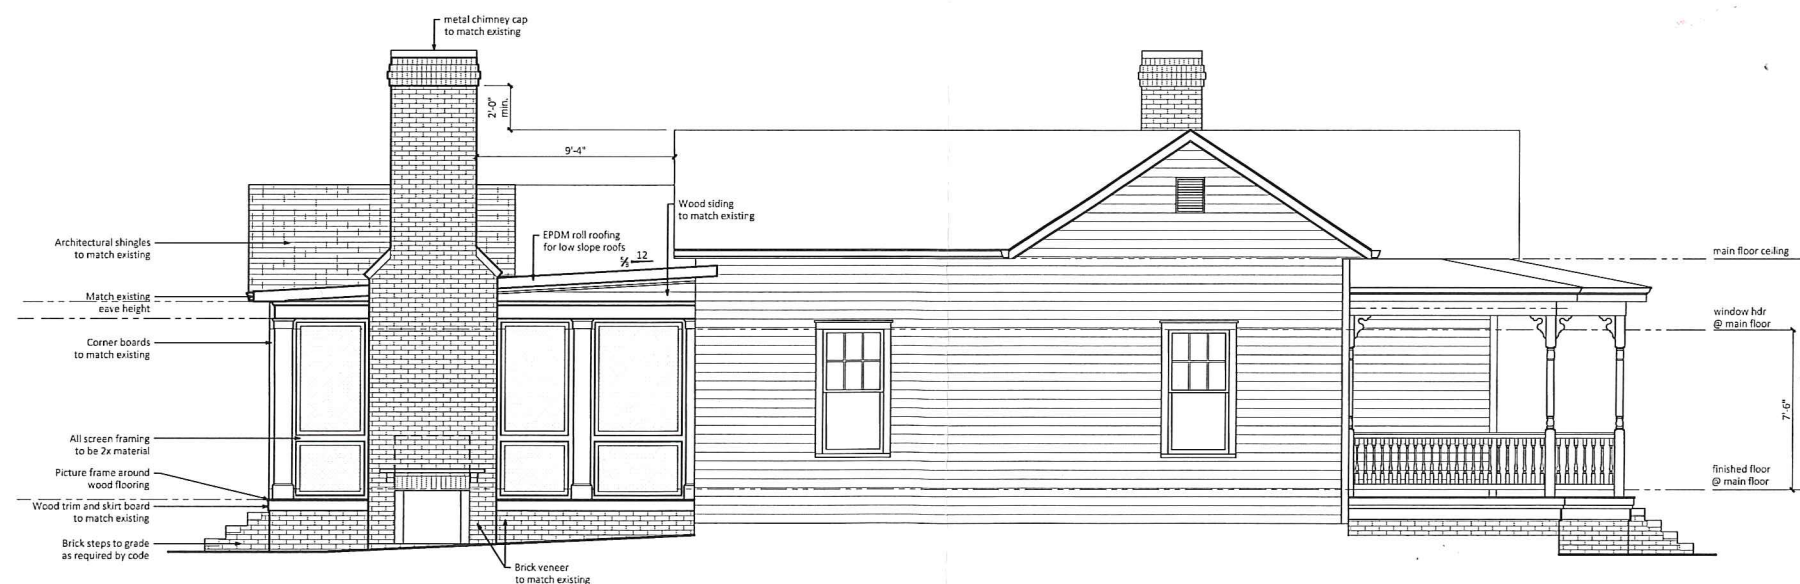 metal chimney cap
to match existing
2'-0"
min.
9'-4"
Wood siding
to match existing
EPDM roll roofing
for low slope roofs
12
Architectural shingles
to match existing
main floor ceiling
Match existing
eave height
window hdr
@ main floor
Corner boards
to match existing
7'-6"
All screen framing
to be 2x material
Picture frame around
wood flooring
finished floor
@ main floor
Wood trim and skirt board
to match existing
Brick steps to grade
as required by code
Brick veneer
to match existing